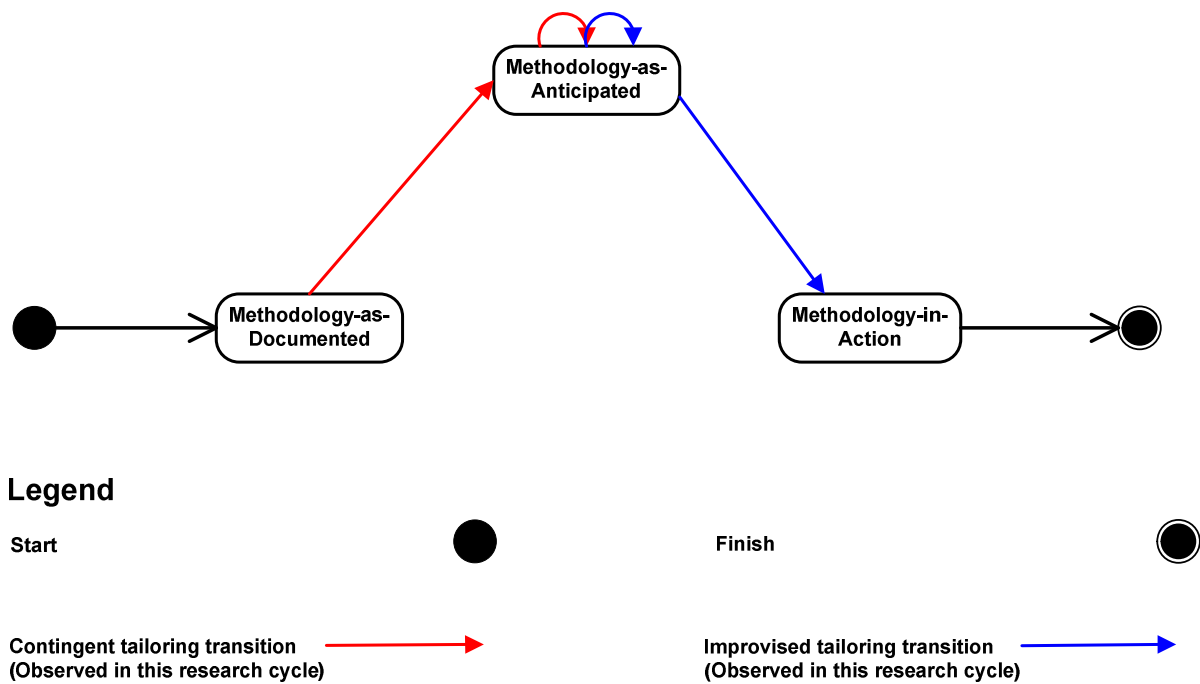 Methodology-as-
Anticipated
Methodology-as-
Documented
Methodology-in-
Action
Legend
Start
Finish
Contingent tailoring transition
(Observed in this research cycle)
Improvised tailoring transition
(Observed in this research cycle)